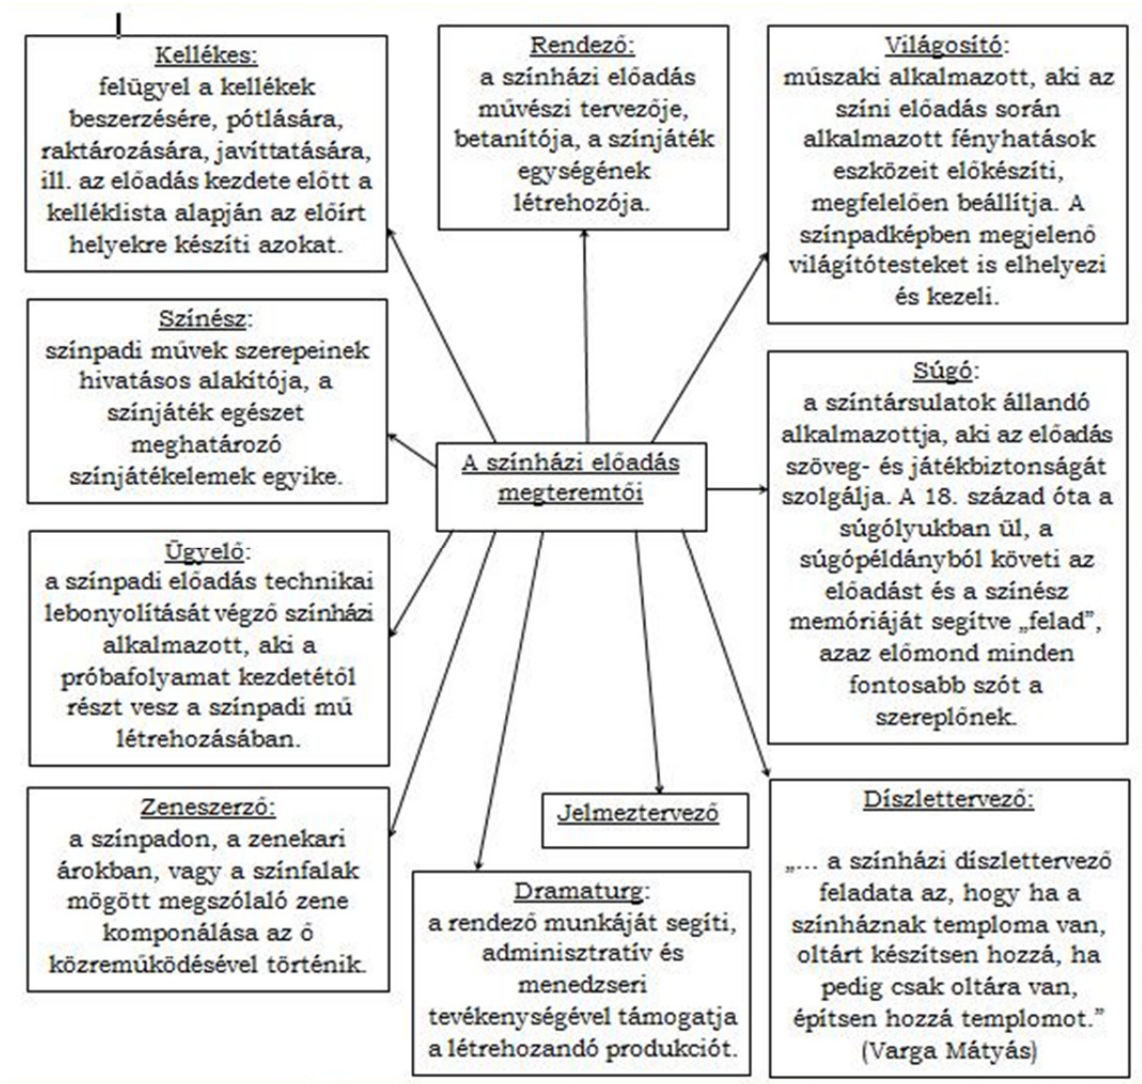 Kellékes:
felügyel a kellékek
beszerzésére, pótlására,
raktározására, javíttatására,
ill. az előadás kezdete előtt a
kelléklista alapján az előírt
helyekre készíti azokat.
Rendező:
a színházi előadás
művészi tervezője,
betanítója, a színjáték
egységének
létrehozója.
Világosító:
műszaki alkalmazott, aki az
színi előadás során
alkalmazott fényhatások
eszközeit előkészíti,
megfelelően beállítja. A
színpadképben megjelenő
világítótesteket is elhelyezi
és kezeli.
Színész:
színpadi művek szerepeinek
hivatásos alakítója, a
színjáték egészet
meghatározó
színjátékelemek egyike.
A színházi előadás
megteremtői
Súgó:
a színtársulatok állandó
alkalmazottja, aki az előadás
szöveg- és játékbiztonságát
szolgálja. A 18. század óta a
súgólyukban ül, a
súgópéldányból követi az
előadást és a színész
memóriáját segítve „felad”,
azaz előmond minden
fontosabb szót a
szereplőnek.
Ügyelő:
a színpadi előadás technikai
lebonyolítását végző színházi
alkalmazott, aki a
próbafolyamat kezdetétől
részt vesz a színpadi mű
létrehozásában.
Zeneszerző:
a színpadon, a zenekari
árokban, vagy a színfalak
mögött megszólaló zene
komponálása az ő
közreműködésével történik.
Jelmeztervező
Dramaturg:
a rendező munkáját segíti,
adminisztratív és
menedzseri
tevékenységével támogatja
a létrehozandó produkciót.
Díszlettervező:
„... a színházi díszlettervező
feladata az, hogy ha a
színháznak temploma van,
oltárt készítsen hozzá, ha
pedig csak oltára van,
építsen hozzá templomot.”
(Varga Mátyás)